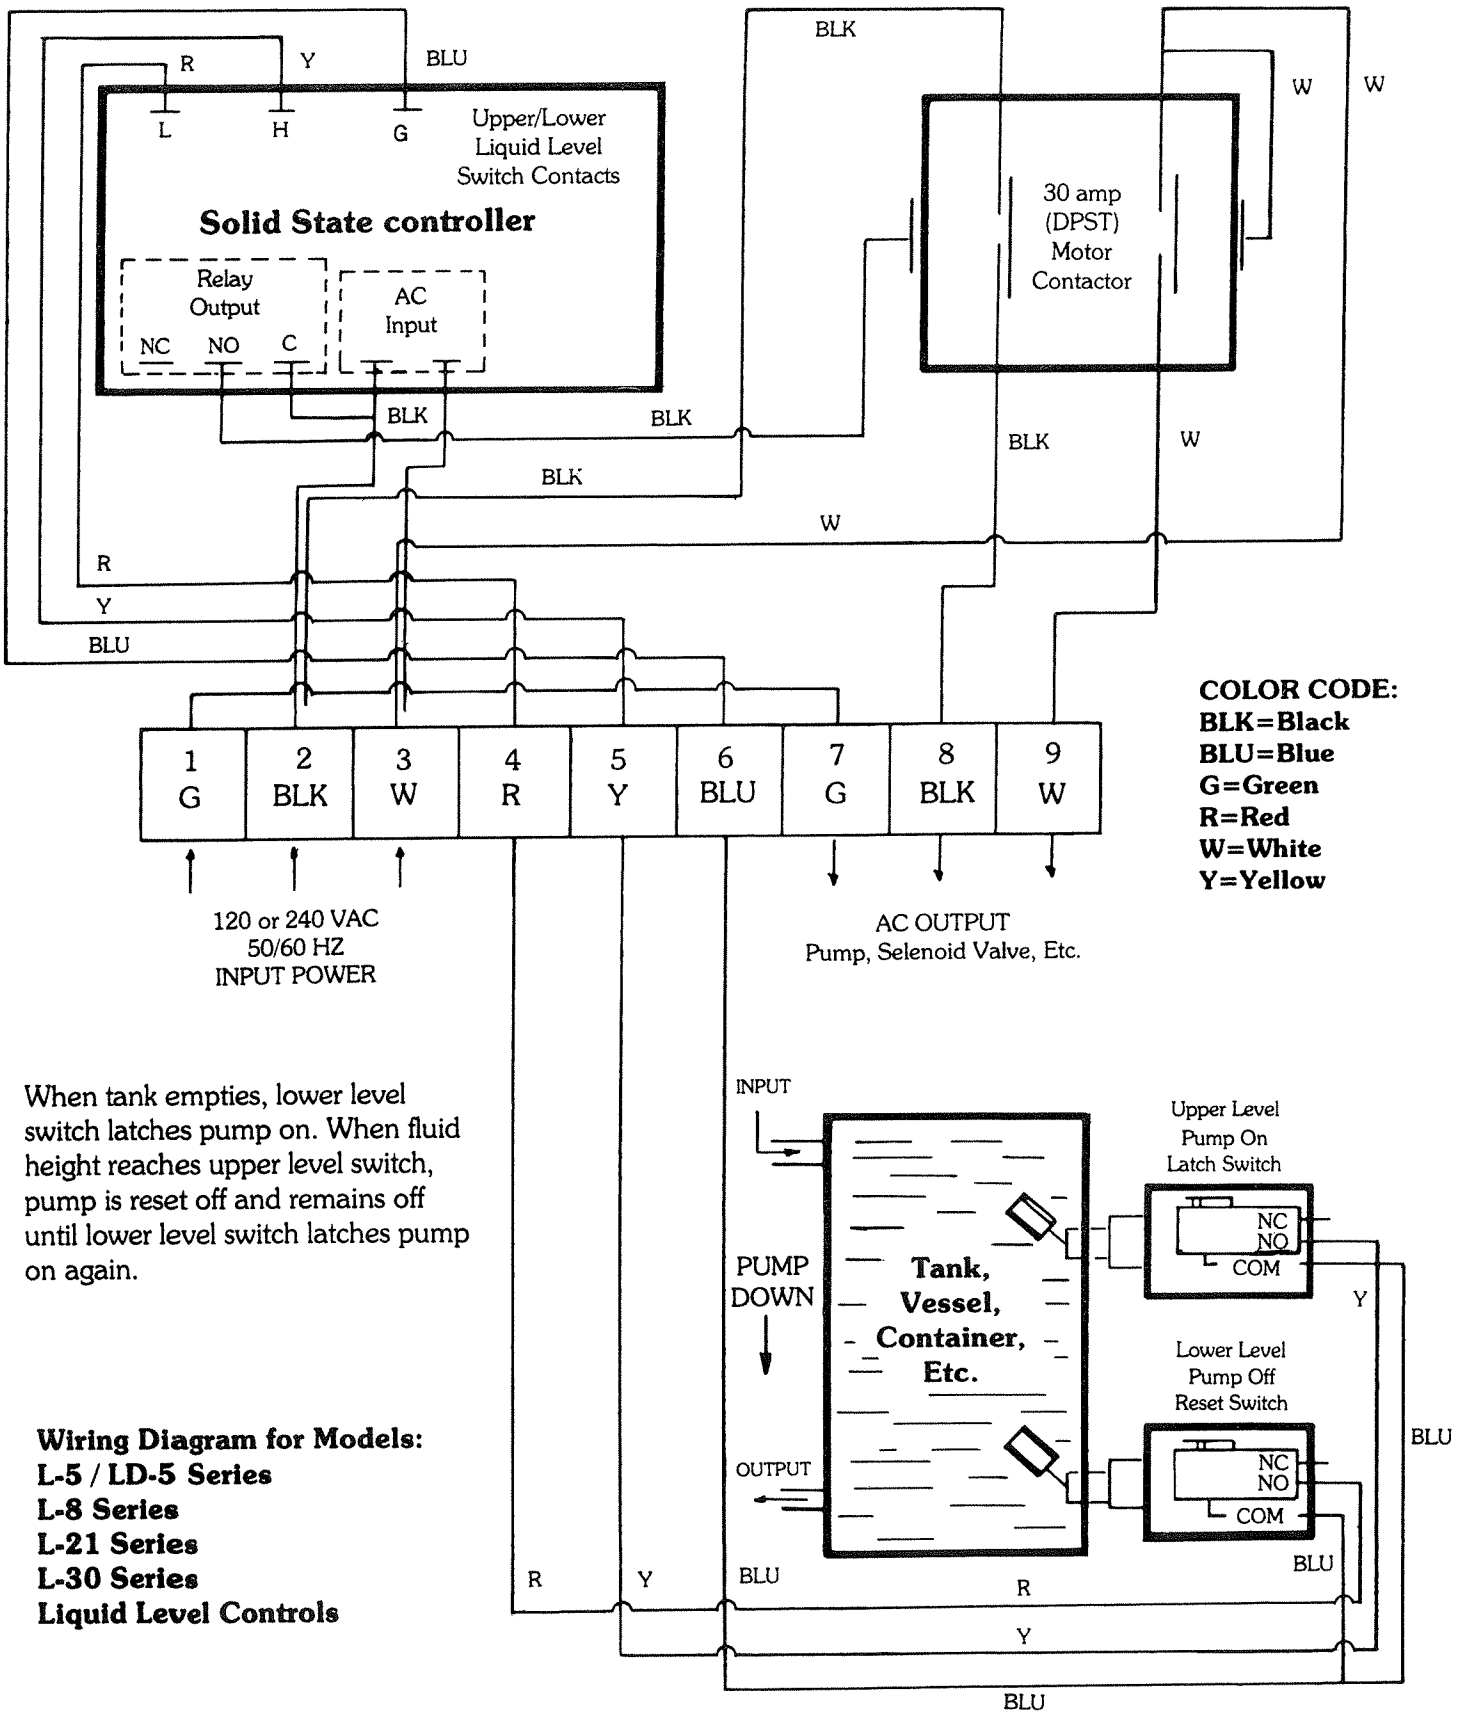 R
Y
BLU
BLK
W
W
L
H
G
Upper/Lower
Liquid Level
Switch Contacts
Solid State controller
Relay
Output
NC
NO
C
AC
Input
30 amp
(DPST)
Motor
Contactor
BLK
BLK
BLK
W
BLK
W
R
Y
BLU
COLOR CODE:
BLK=Black
BLU=Blue
G=Green
R=Red
W=White
Y=Yellow
1
G
2
BLK
3
W
4
R
5
Y
6
BLU
7
G
8
BLK
9
W
120 or 240 VAC
50/60 HZ
INPUT POWER
AC OUTPUT
Pump, Selenoid Valve, Etc.
When tank empties, lower level
switch latches pump on. When fluid
height reaches upper level switch,
pump is reset off and remains off
until lower level switch latches pump
on again.
INPUT
PUMP
DOWN
OUTPUT
Tank,
Vessel,
Container,
Etc.
Upper Level
Pump On
Latch Switch
NC
NO
COM
Y
Lower Level
Pump Off
Reset Switch
NC
NO
COM
BLU
BLU
Wiring Diagram for Models:
L-5 / LD-5 Series
L-8 Series
L-21 Series
L-30 Series
Liquid Level Controls
R
Y
BLU
R
Y
BLU